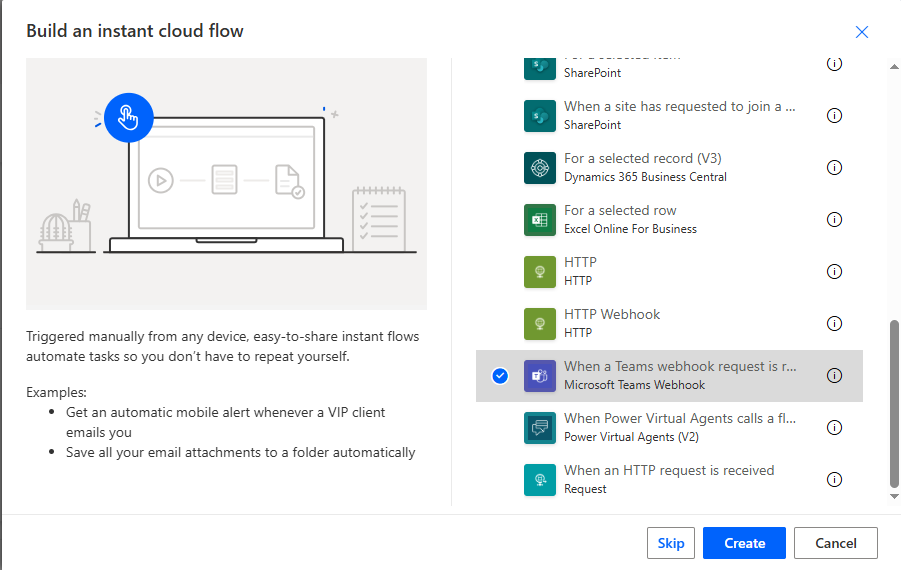 Build an instant cloud flow
Triggered manually from any device, easy-to-share instant flows
automate tasks so you don't have to repeat yourself.
Examples:
Get an automatic mobile alert whenever a VIP client
emails you
Save all your email attachments to a folder automatically
For a selected item
SharePoint
When a site has requested to join a ...
SharePoint
For a selected record (V3)
Dynamics 365 Business Central
For a selected row
Excel Online For Business
HTTP
HTTP
HTTP Webhook
HTTP
When a Teams webhook request is r...
Microsoft Teams Webhook
When Power Virtual Agents calls a fl...
Power Virtual Agents (V2)
When an HTTP request is received
Request
Skip
Create
Cancel